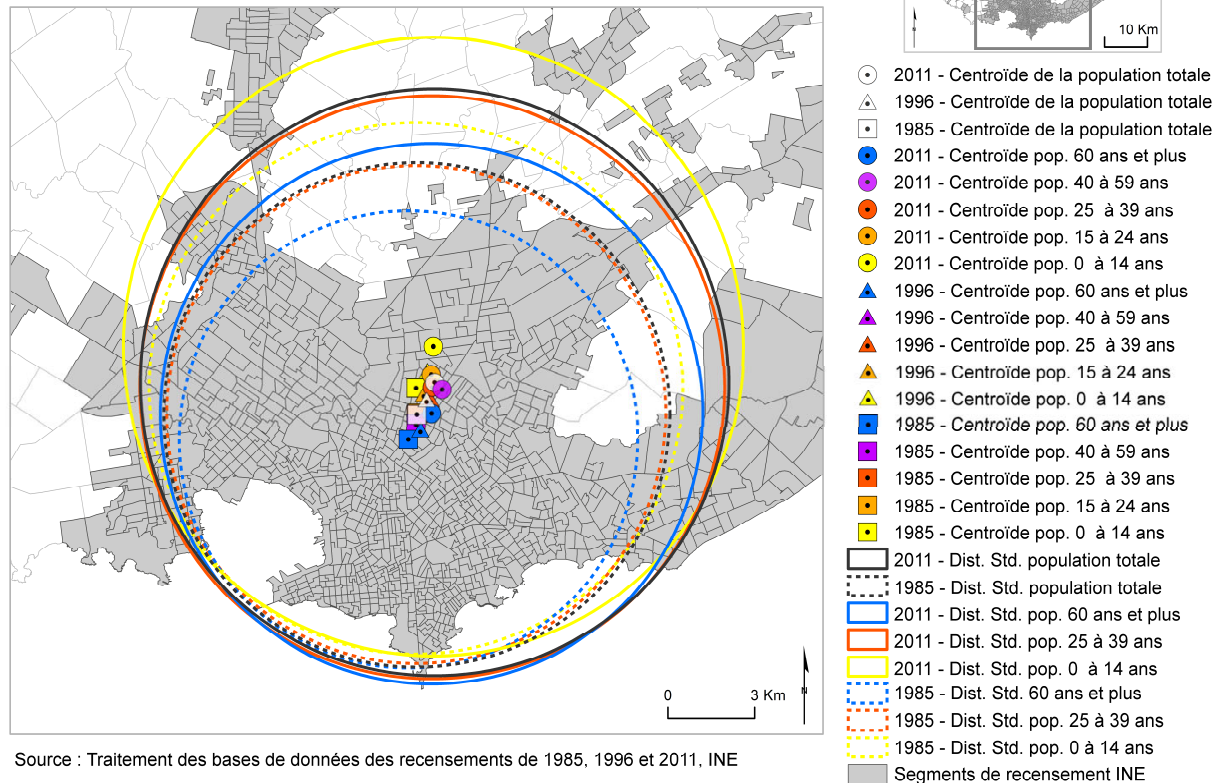 N
10 Km
2011 - Centroïde de la population totale
1996 - Centroïde de la population totale
1985 - Centroïde de la population totale
2011 - Centroïde pop. 60 ans et plus
2011 - Centroïde pop. 40 à 59 ans
2011 - Centroïde pop. 25 à 39 ans
2011 - Centroïde pop. 15 à 24 ans
2011 - Centroïde pop. 0 à 14 ans
1996 - Centroïde pop. 60 ans et plus
1996 - Centroïde pop. 40 à 59 ans
1996 - Centroïde pop. 25 à 39 ans
1996 - Centroïde pop. 15 à 24 ans
1996 - Centroïde pop. 0 à 14 ans
1985 - Centroïde pop. 60 ans et plus
1985 - Centroïde pop. 40 à 59 ans
1985 - Centroïde pop. 25 à 39 ans
1985 - Centroïde pop. 15 à 24 ans
1985 - Centroïde pop. 0 à 14 ans
2011 - Dist. Std. population totale
1985 - Dist. Std. population totale
2011 - Dist. Std. pop. 60 ans et plus
2011 - Dist. Std. pop. 25 à 39 ans
2011 - Dist. Std. pop. 0 à 14 ans
1985 - Dist. Std. 60 ans et plus
1985 - Dist. Std. pop. 25 à 39 ans
1985 - Dist. Std. pop. 0 à 14 ans
Segments de recensement INE
0 3 Km
N
Source : Traitement des bases de données des recensements de 1985, 1996 et 2011, INE